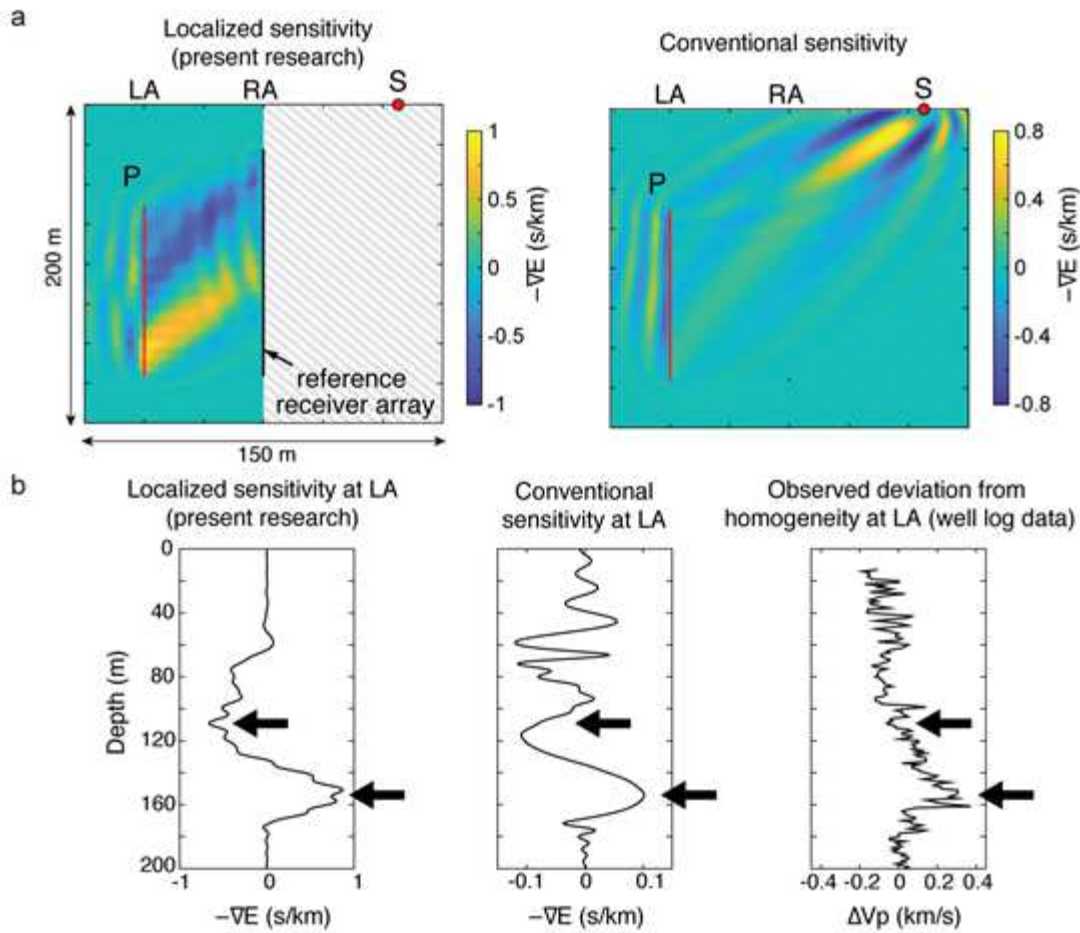 a
Localized sensitivity
(present research)
LA
RA
S
P
200 m
150 m
reference
receiver array
1
0.5
0
-0.5
-1
−∇E (s/km)
Conventional sensitivity
LA
RA
S
P
0.8
0.4
0
-0.4
-0.8
−∇E (s/km)
b
Localized sensitivity at LA
(present research)
Depth (m)
0
40
80
120
160
200
-1
0
1
−∇E (s/km)
Conventional
sensitivity at LA
-0.1
0
0.1
−∇E (s/km)
Observed deviation from
homogeneity at LA (well log data)
-0.4
-0.2
0
0.2
0.4
ΔVp (km/s)